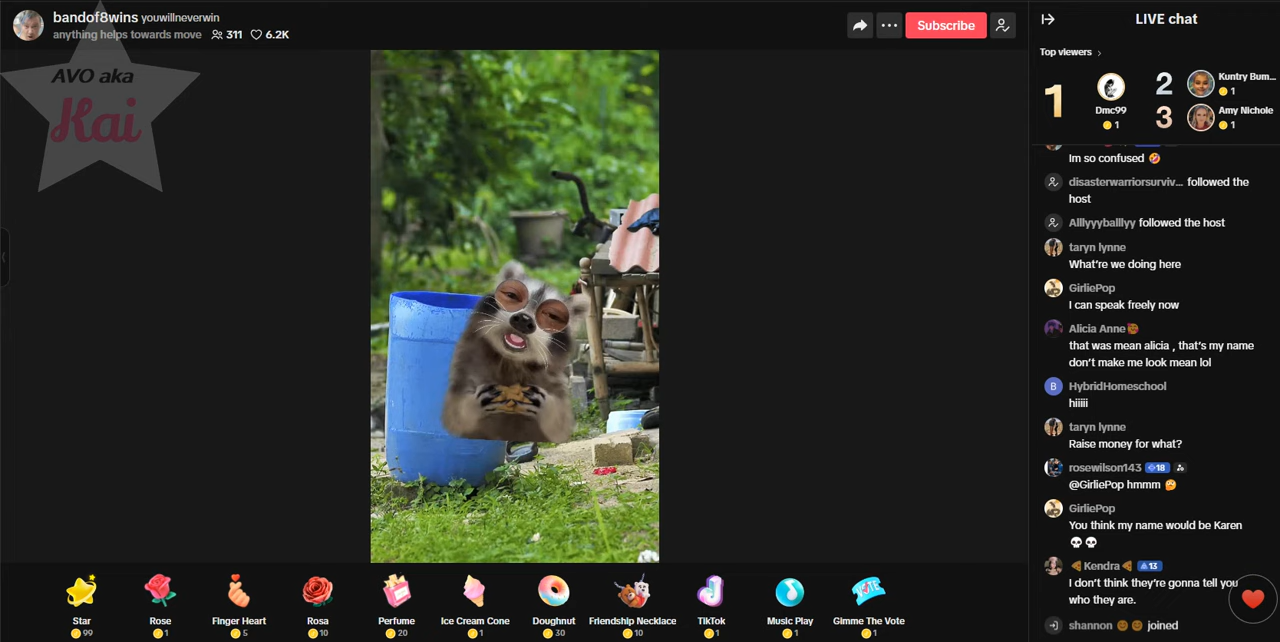 bandof8wins youwillneverwin
anything helps towards move 311 6.2K
Subscribe
AVO aka
Kai
LIVE chat
Top viewers
1
Dmc99
1
2
Kuntry Bum...
1
3
Amy NIchole
1
Im so confused 🤣
disasterwarriorsurviv... followed the
host
Alllyyyballlyy followed the host
taryn lynne
What're we doing here
GirliePop
I can speak freely now
Alicia Anne
that was mean alicia , that's my name
don't make me look mean lol
B
HybridHomeschool
hiiiii
taryn lynne
Raise money for what?
rosewilson143 18
@GirliePop hmmm 🫣
GirliePop
You think my name would be Karen
💀💀
🍕Kendra🍕 13
I don't think they're gonna tell you
who they are.
shannon 😊😊 joined
VOTE
Star
99
Rose
1
Finger Heart
5
Rosa
10
Perfume
20
Ice Cream Cone
1
Doughnut
30
Friendship Necklace
10
TikTok
1
Music Play
1
GImme The Vote
1